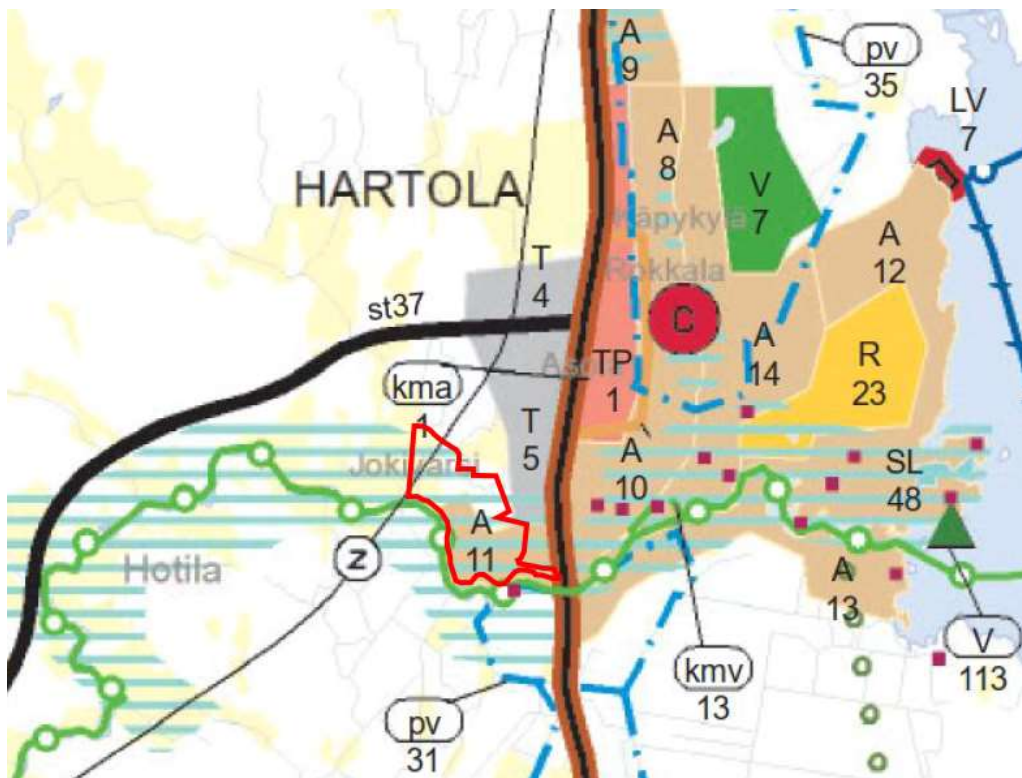 A
9
pv
35
LV
7
A
8
HARTOLA
V
7
Käpykylä
A
12
Rokkala
T
4
st37
C
TP
1
A
14
R
23
kma
1
T
5
Jokivarsi
A
10
SL
48
A
11
Hotila
z
A
13
kmv
13
V
113
pv
31